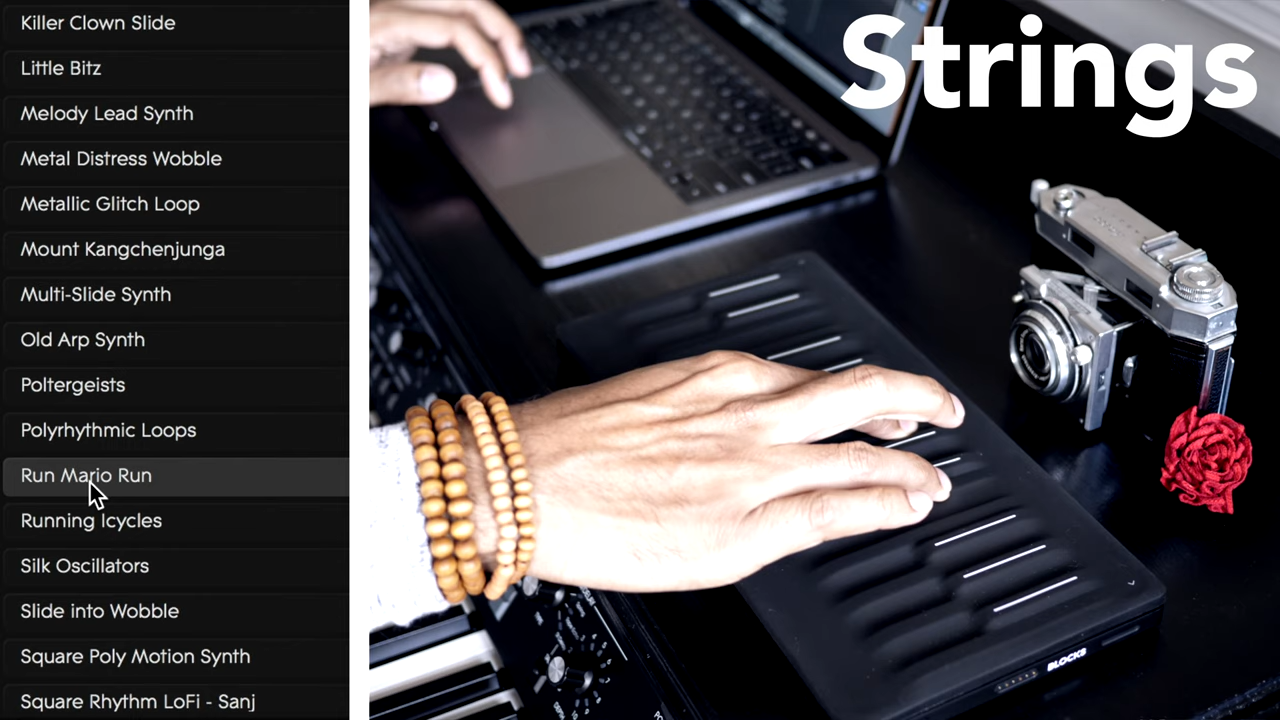 Killer Clown Slide
Little Bitz
Melody Lead Synth
Metal Distress Wobble
Metallic Glitch Loop
Mount Kangchenjunga
Multi-Slide Synth
Old Arp Synth
Poltergeists
Polyrhythmic Loops
Run Mario Run
Running Icycles
Silk Oscillators
Slide into Wobble
Square Poly Motion Synth
Square Rhythm LoFi - Sanj
Strings
BLOCKS